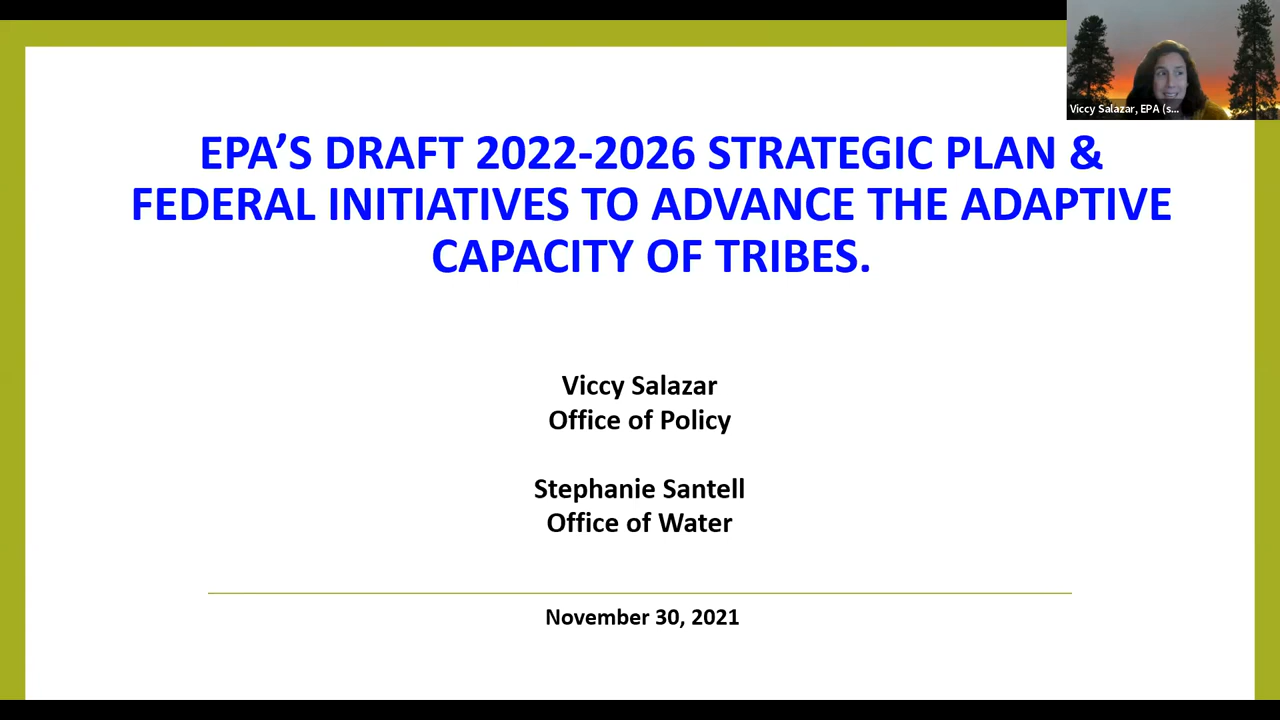 Viccy Salazar, EPA (s...
EPA’S DRAFT 2022-2026 STRATEGIC PLAN &
FEDERAL INITIATIVES TO ADVANCE THE ADAPTIVE
CAPACITY OF TRIBES.
Viccy Salazar
Office of Policy
Stephanie Santell
Office of Water
November 30, 2021